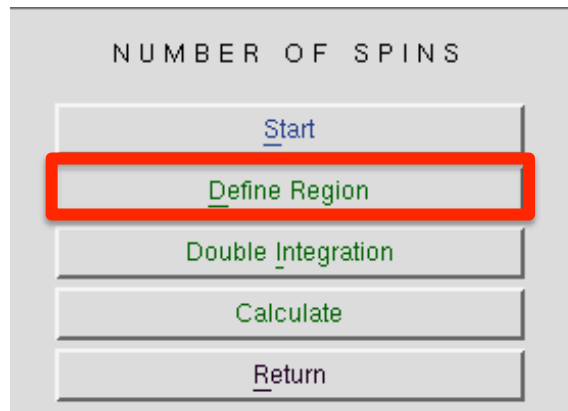 NUMBER OF SPINS
Start
Define Region
Double Integration
Calculate
Return